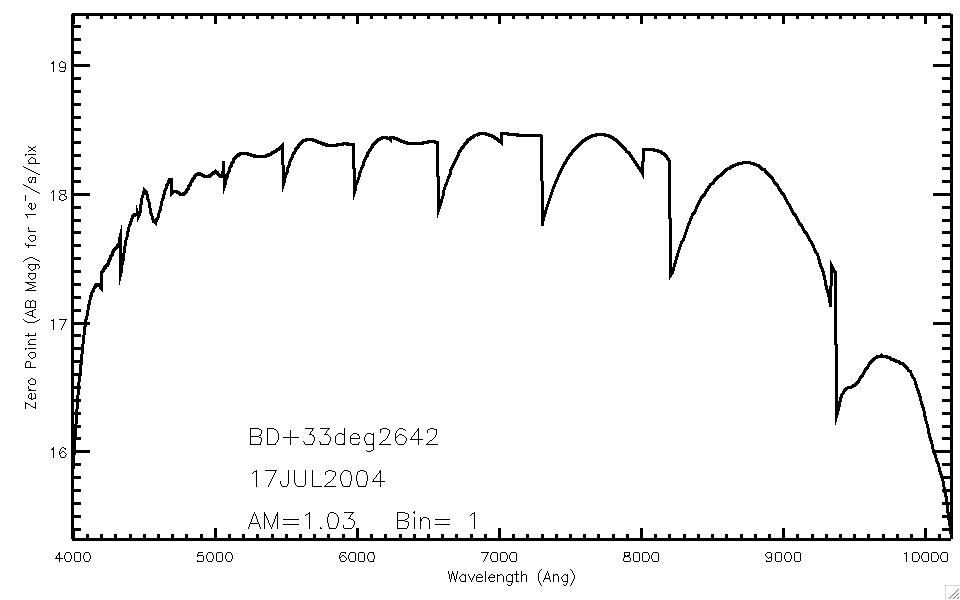 19
18
17
16
Zero Point (AB Mag) for 1e⁻/s/pix
BD+33deg2642
17JUL2004
AM=1.03 Bin= 1
4000 5000 6000 7000 8000 9000 10000
Wavelength (Ang)